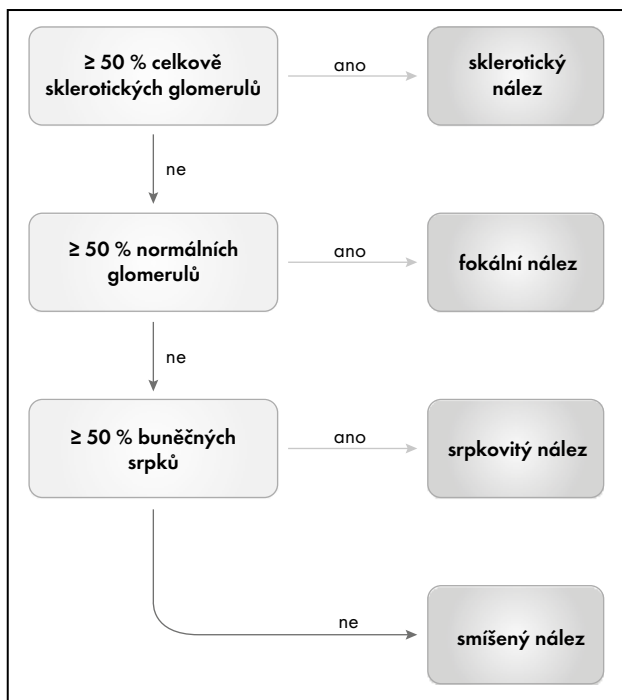 ≥ 50 % celkově
sklerotických glomerulů
ano
sklerotický
nález
ne
≥ 50 % normálních
glomerulů
ano
fokální nález
ne
≥ 50 % buněčných
srpků
ano
srpkovitý nález
ne
smíšený nález